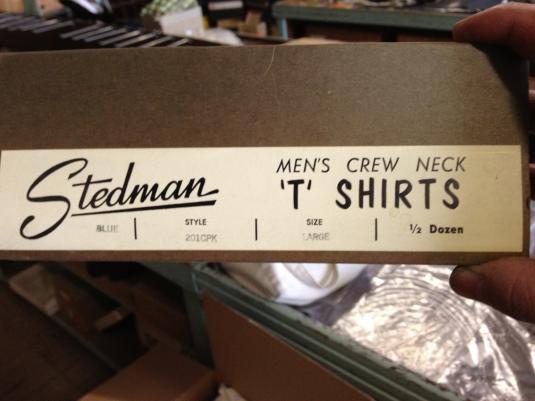 Stedman
MEN'S CREW NECK
'T' SHIRTS
BLUE STYLE 201CPK SIZE LARGE 1/2 Dozen